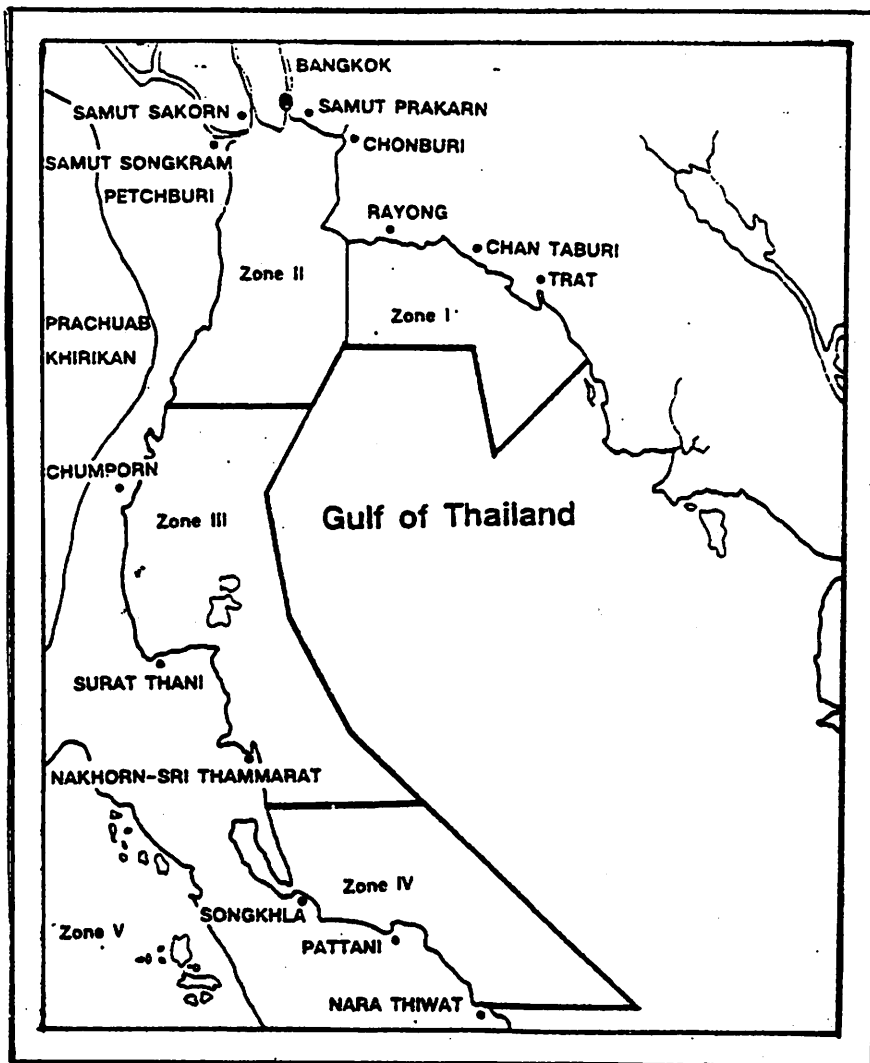 BANGKOK
SAMUT SAKORN
SAMUT PRAKARN
CHONBURI
SAMUT SONGKRAM
PETCHBURI
RAYONG
CHAN TABURI
Zone II
TRAT
Zone I
PRACHUAB
KHIRIKAN
CHUMPORN
Zone III
Gulf of Thailand
SURAT THANI
NAKHORN-SRI THAMMARAT
Zone IV
SONGKHLA
Zone V
PATTANI
NARA THIWAT